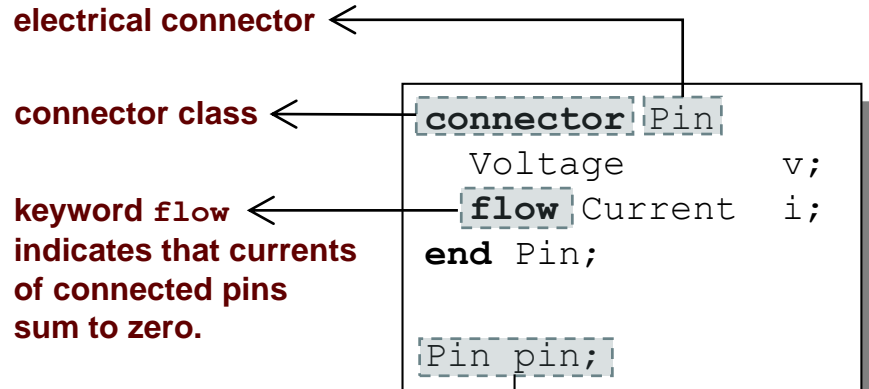 electrical connector
connector class
keyword flow
indicates that currents
of connected pins
sum to zero.
connector Pin
Voltage v;
flow Current i;
end Pin;
Pin pin;